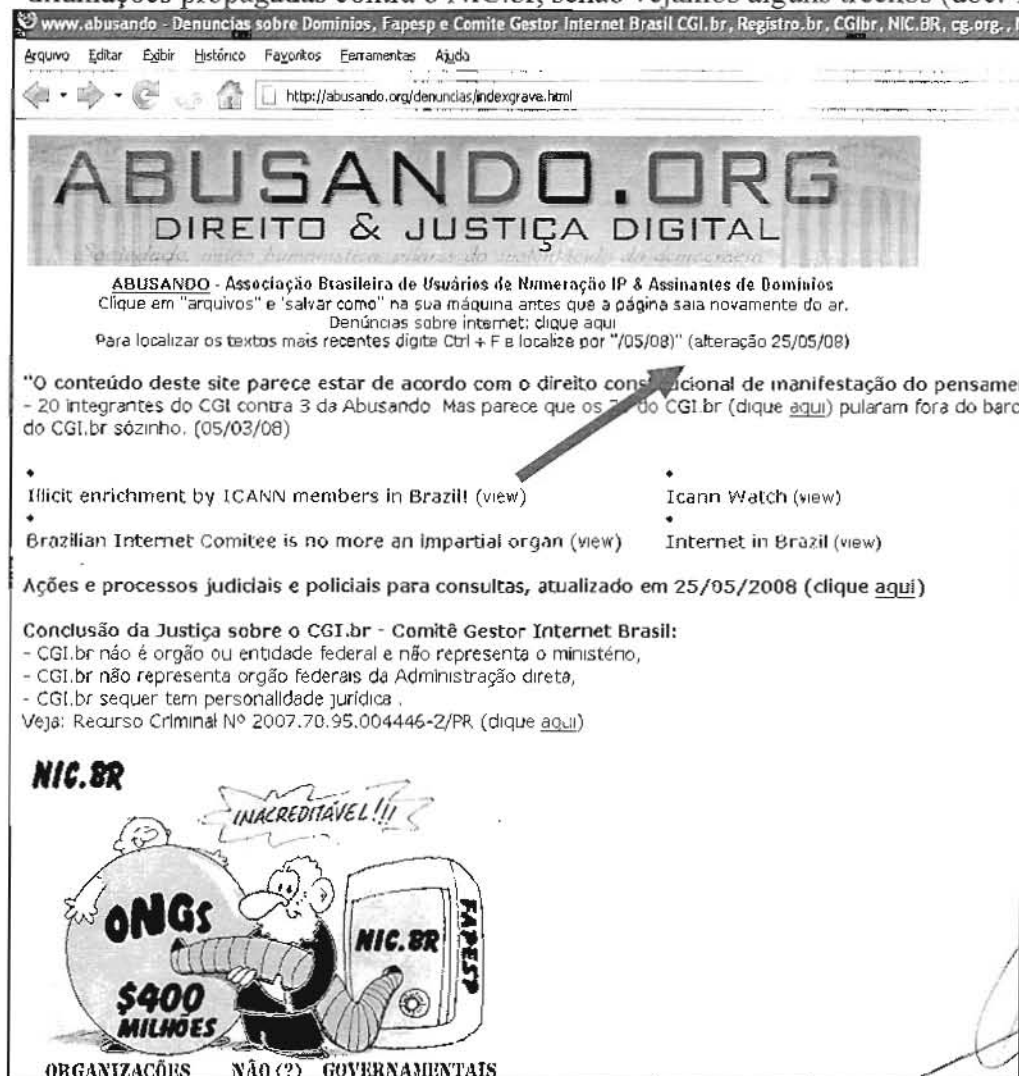 difamações propagadas contra o NIC.br, senão vejamos alguns trechos (doc.
www.abusando - Denuncias sobre Dominios, Fapesp e Comite Gestor Internet Brasil CGI.br, Registro.br, CGIbr, NIC.BR, cg.org.,
Arquivo Editar Exibir Histórico Favoritos Ferramentas Ajuda
http://abusando.org/denuncias/indexgrave.html
ABUSANDO.ORG
DIREITO & JUSTIÇA DIGITAL
ABUSANDO - Associação Brasileira de Usuários de Numeração IP & Assinantes de Domínios
Clique em "arquivos" e 'salvar como" na sua máquina antes que a página saia novamente do ar.
Denúncias sobre internet: clique aqui
Para localizar os textos mais recentes digite Ctrl + F e localize por "/05/08)" (alteração 25/05/08)
"O conteúdo deste site parece estar de acordo com o direito constitucional de manifestação do pensame
- 20 integrantes do CGI contra 3 da Abusando Mas parece que os do CGI.br (clique aqui) pularam fora do barc
do CGI.br sózinho. (05/03/08)
Illicit enrichment by ICANN members in Brazil! (view) Icann Watch (view)
Brazilian Internet Comitee is no more an impartial organ (view) Internet in Brazil (view)
Ações e processos judiciais e policiais para consultas, atualizado em 25/05/2008 (clique aqui)
Conclusão da Justiça sobre o CGI.br - Comitê Gestor Internet Brasil:
- CGI.br não é orgão ou entidade federal e não representa o ministério,
- CGI.br não representa orgão federais da Administração direta,
- CGI.br sequer tem personalidade jurídica .
Veja: Recurso Criminal Nº 2007.70.95.004446-2/PR (clique aqui)
NIC.BR
INACREDITÁVEL!!!
ONGS
$400
MILHÕES
NIC.BR
FAPESP
ORGANIZAÇÕES NÃO (?) GOVERNAMENTAIS